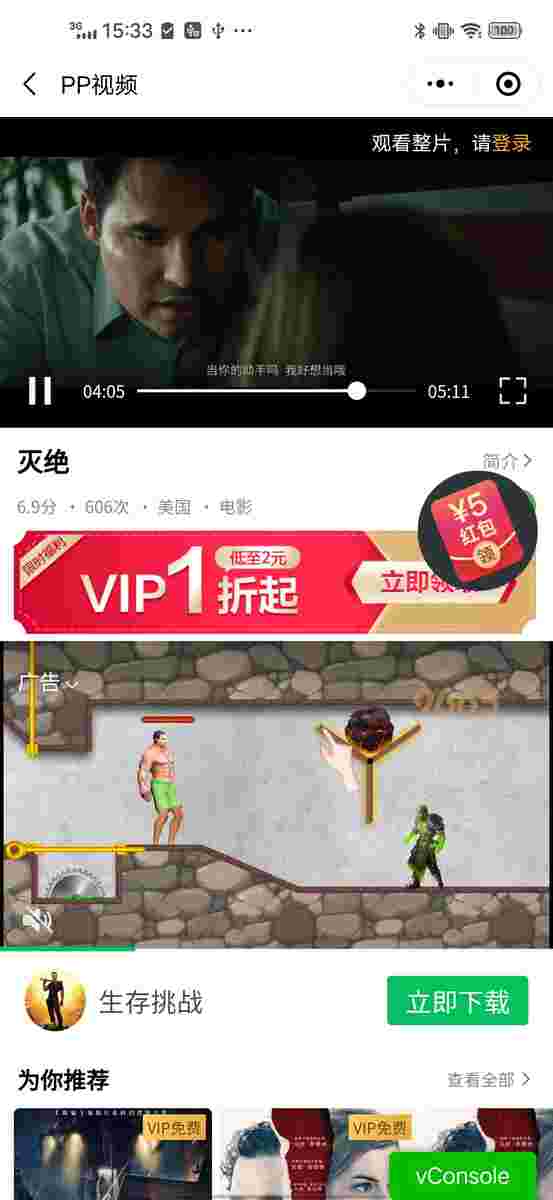 3G 15:33 100
PP视频
观看整片，请登录
当你的助手吗 我好想当哦
04:05 05:11
灭绝
简介
6.9分 · 606次 · 美国 · 电影
限时福利
VIP1折起
低至2元
立即领
¥5
红包
领
广告
生存挑战
立即下载
为你推荐
查看全部
VIP免费
VIP免费
vConsole